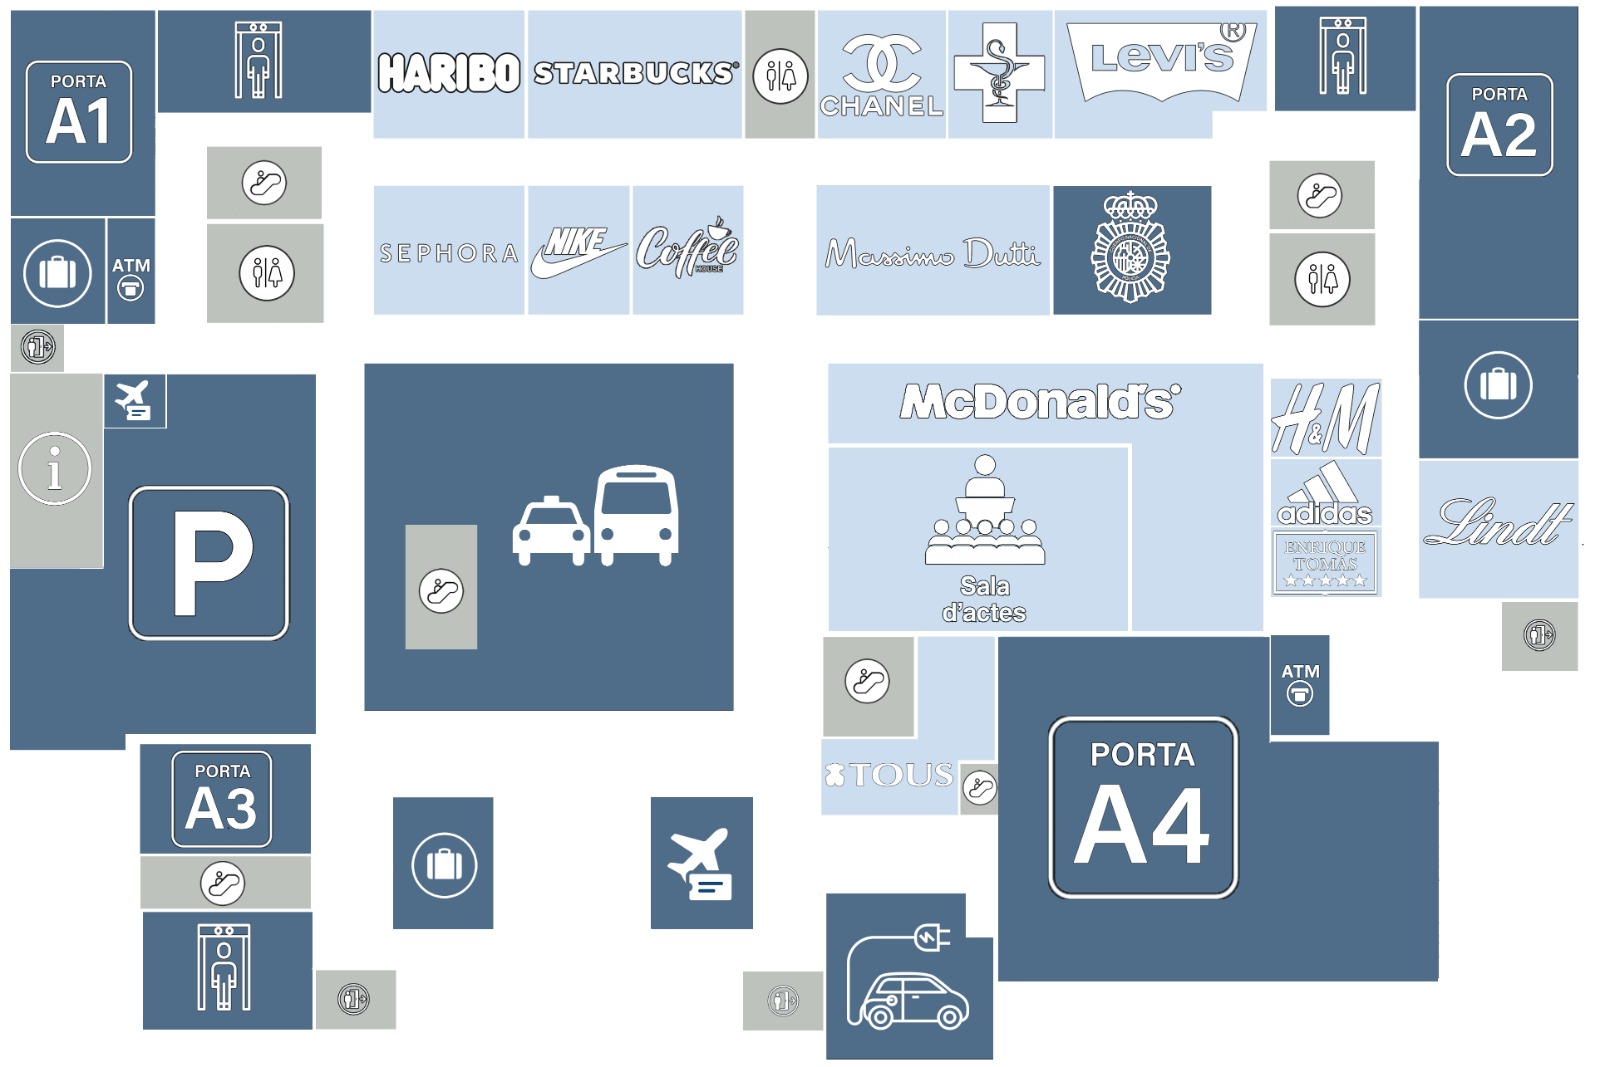 PORTA
A1
HARIBO
STARBUCKS®
CHANEL
LEVI'S®
PORTA
A2
ATM
SEPHORA
NIKE
Coffee
HOUSE
Massimo Dutti
McDonald's
H&M
adidas
ENRIQUE
TOMÀS
Lindt
i
P
Sala
d'actes
PORTA
A3
TOUS
ATM
PORTA
A4